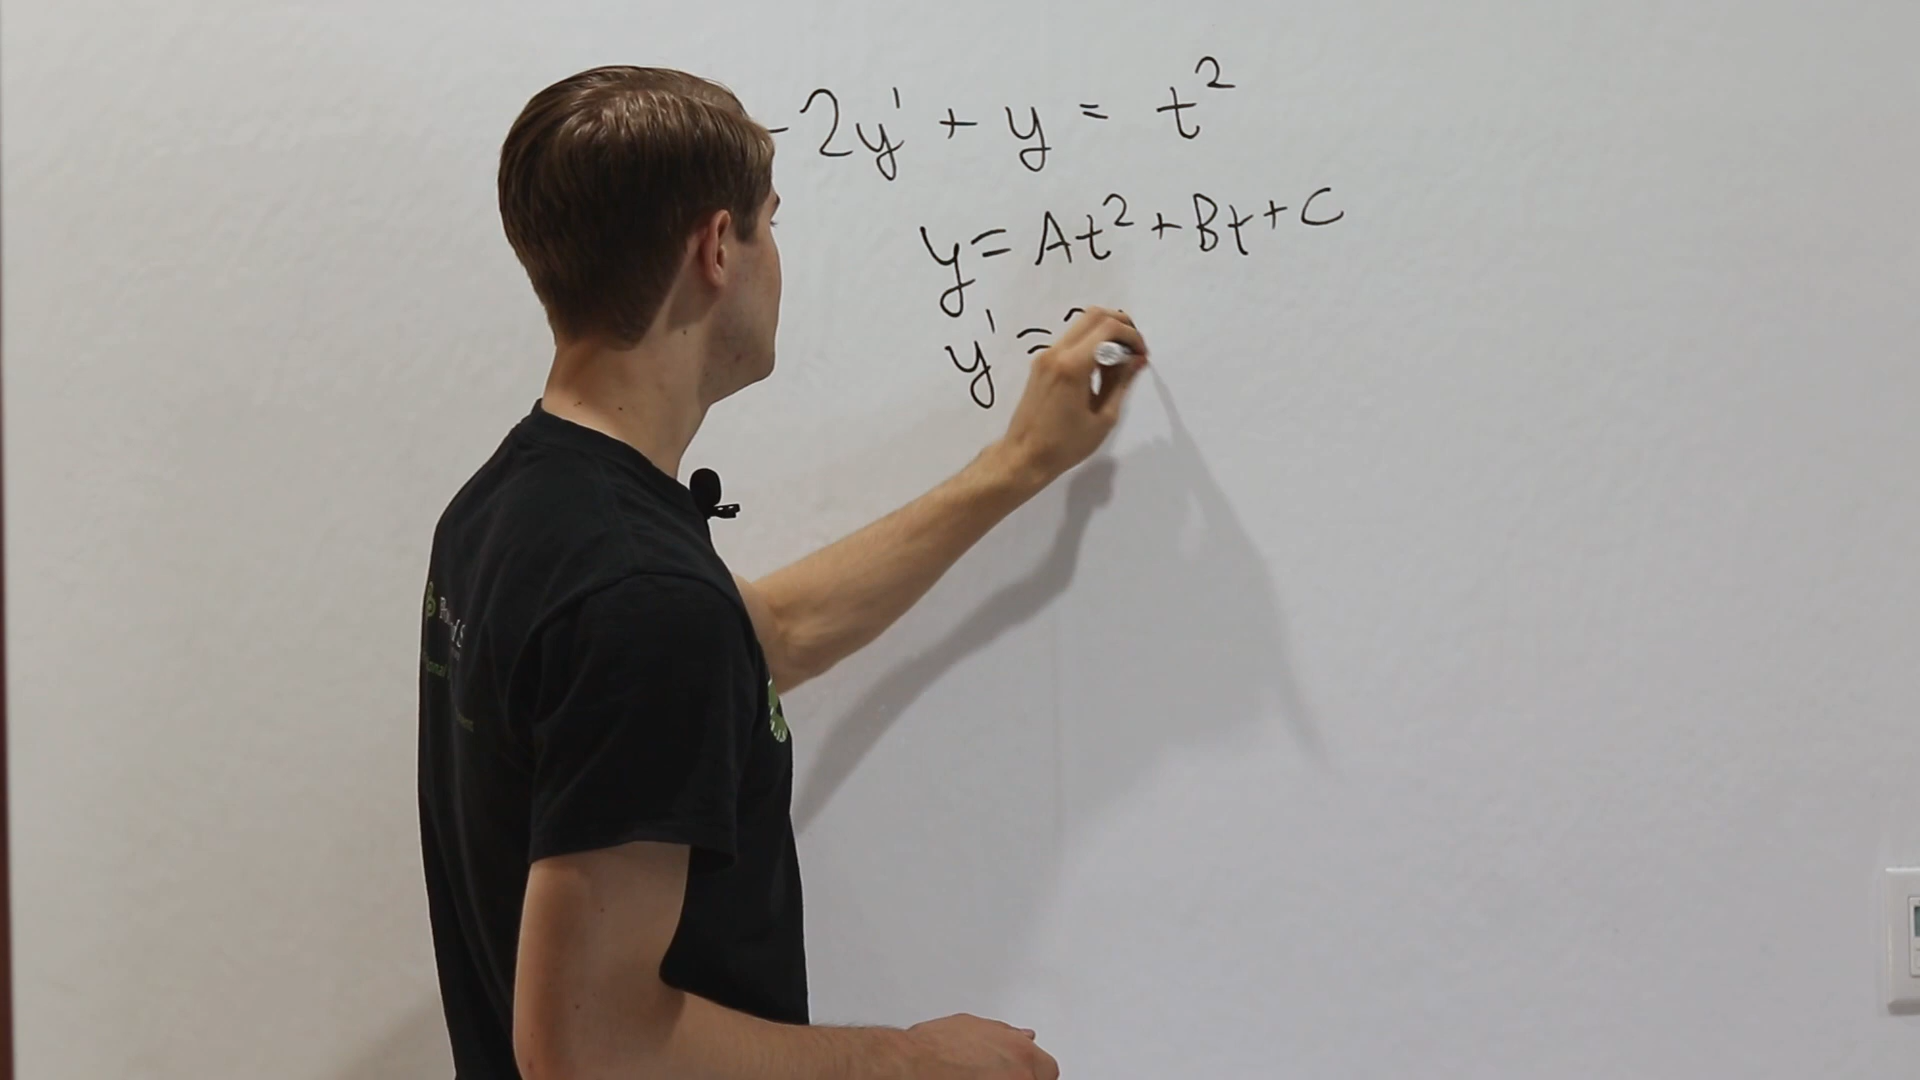 -2y' + y = t²
y = At² + Bt + C
y' =